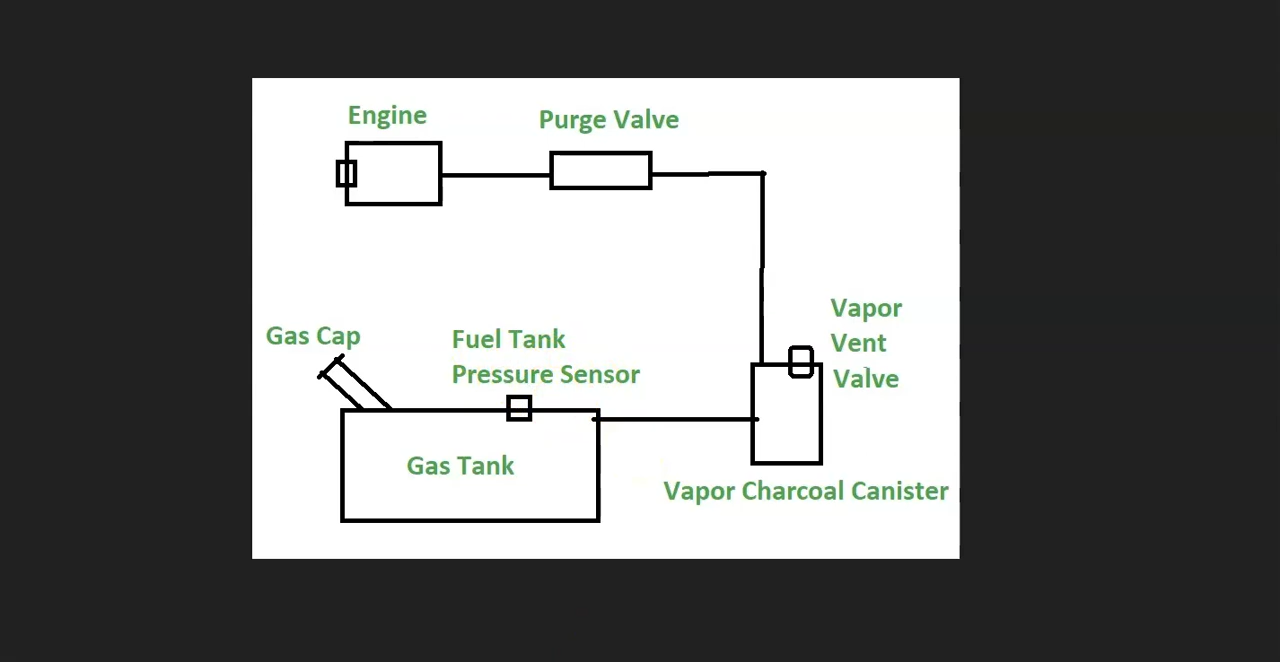 Engine
Purge Valve
Vapor
Vent
Valve
Gas Cap
Fuel Tank
Pressure Sensor
Gas Tank
Vapor Charcoal Canister